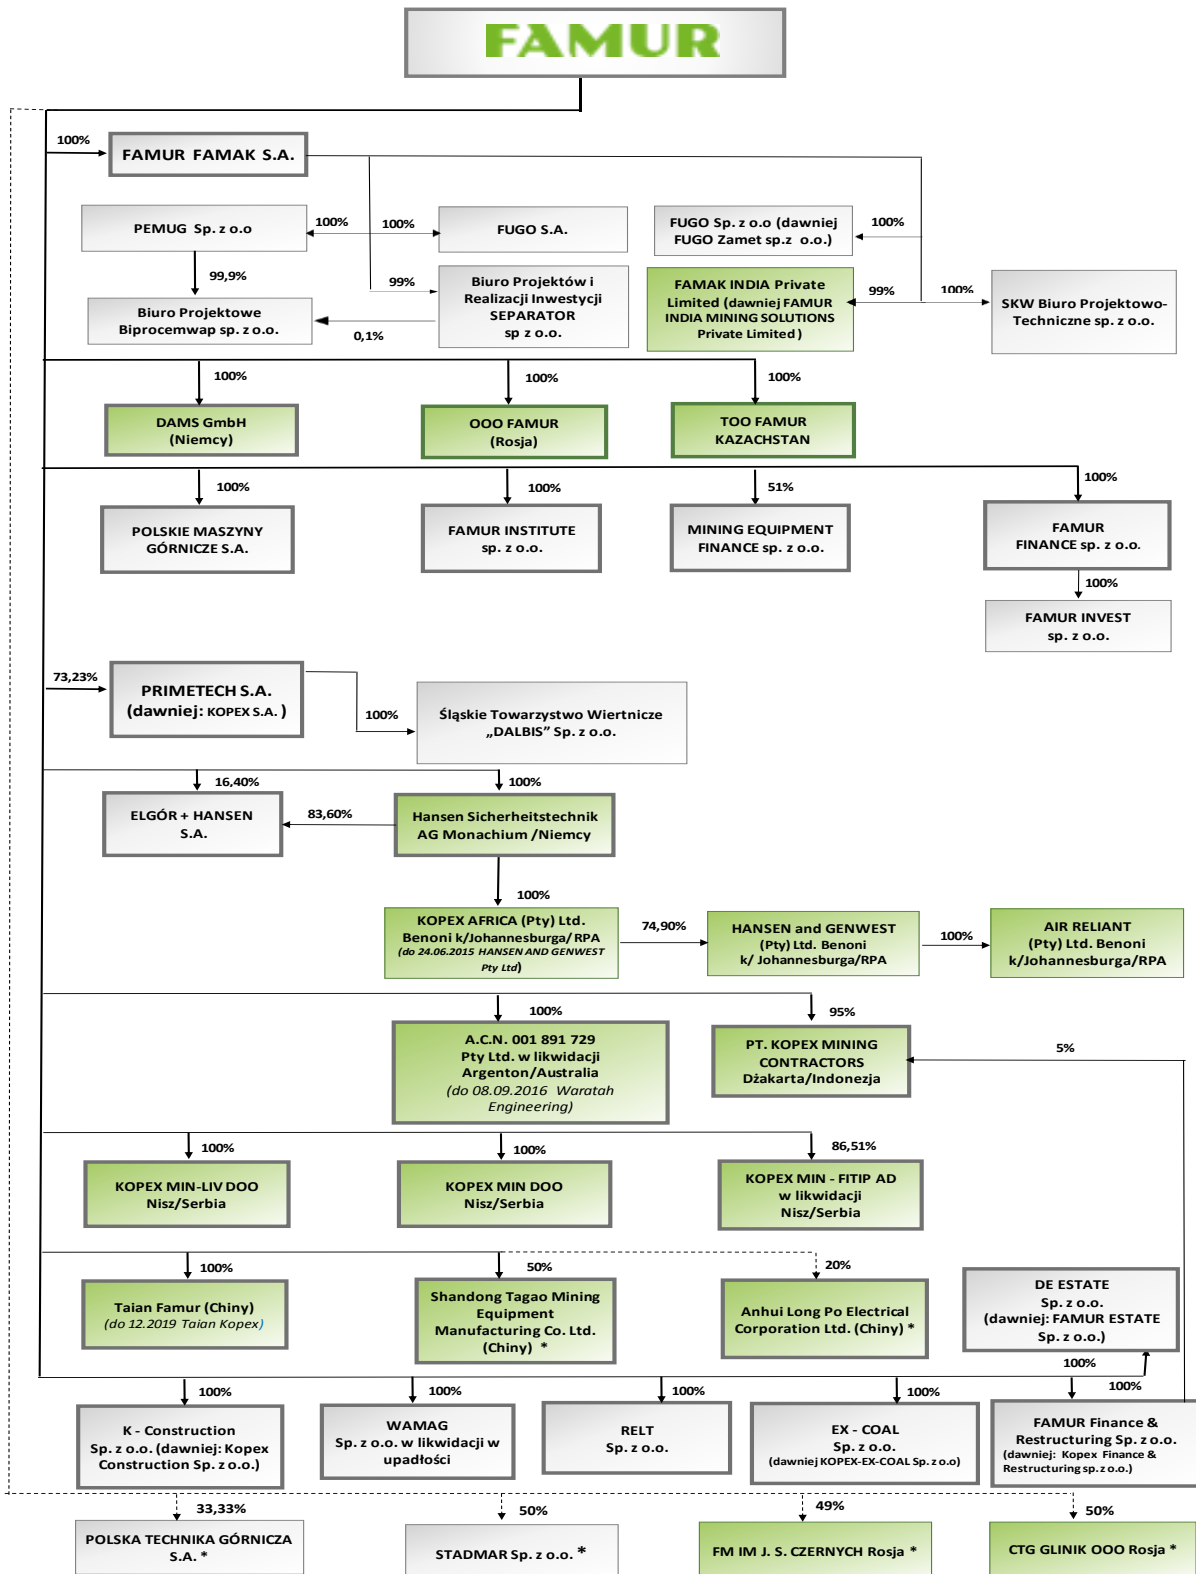 FAMUR
100%
FAMUR FAMAK S.A.
PEMUG Sp. z o.o
100%
100%
FUGO S.A.
FUGO Sp. z o.o (dawniej
FUGO Zamet sp.z o.o.)
100%
99,9%
Biuro Projektowe
Biprocemwap sp. z o.o.
99%
0,1%
Biuro Projektów i
Realizacji Inwestycji
SEPARATOR
sp z o.o.
FAMAK INDIA Private
Limited (dawniej FAMUR
INDIA MINING SOLUTIONS
Private Limited )
99%
100%
SKW Biuro Projektowo-
Techniczne sp. z o.o.
100%
100%
100%
DAMS GmbH
(Niemcy)
OOO FAMUR
(Rosja)
TOO FAMUR
KAZACHSTAN
100%
100%
51%
100%
POLSKIE MASZYNY
GÓRNICZE S.A.
FAMUR INSTITUTE
sp. z o.o.
MINING EQUIPMENT
FINANCE sp. z o.o.
FAMUR
FINANCE sp. z o.o.
100%
FAMUR INVEST
sp. z o.o.
73,23%
PRIMETECH S.A.
(dawniej: KOPEX S.A. )
100%
Śląskie Towarzystwo Wiertnicze
„DALBIS” Sp. z o.o.
16,40%
100%
ELGÓR + HANSEN
S.A.
83,60%
Hansen Sicherheitstechnik
AG Monachium /Niemcy
100%
KOPEX AFRICA (Pty) Ltd.
Benoni k/Johannesburga/ RPA
(do 24.06.2015 HANSEN AND GENWEST
Pty Ltd)
74,90%
HANSEN and GENWEST
(Pty) Ltd. Benoni
k/ Johannesburga/RPA
100%
AIR RELIANT
(Pty) Ltd. Benoni
k/Johannesburga/RPA
100%
95%
A.C.N. 001 891 729
Pty Ltd. w likwidacji
Argenton/Australia
(do 08.09.2016 Waratah
Engineering)
PT. KOPEX MINING
CONTRACTORS
Dżakarta/Indonezja
5%
100%
100%
86,51%
KOPEX MIN-LIV DOO
Nisz/Serbia
KOPEX MIN DOO
Nisz/Serbia
KOPEX MIN - FITIP AD
w likwidacji
Nisz/Serbia
100%
50%
20%
Taian Famur (Chiny)
(do 12.2019 Taian Kopex)
Shandong Tagao Mining
Equipment
Manufacturing Co. Ltd.
(Chiny) *
Anhui Long Po Electrical
Corporation Ltd. (Chiny) *
DE ESTATE
Sp. z o.o.
(dawniej: FAMUR ESTATE
Sp. z o.o.)
100%
100%
100%
100%
100%
100%
K - Construction
Sp. z o.o. (dawniej: Kopex
Construction Sp. z o.o.)
WAMAG
Sp. z o.o. w likwidacji w
upadłości
RELT
Sp. z o.o.
EX - COAL
Sp. z o.o.
(dawniej KOPEX-EX-COAL Sp. z o.o)
FAMUR Finance &
Restructuring Sp. z o.o.
(dawniej: Kopex Finance &
Restructuring sp. z o.o.)
33,33%
50%
49%
50%
POLSKA TECHNIKA GÓRNICZA
S.A. *
STADMAR Sp. z o.o. *
FM IM J. S. CZERNYCH Rosja *
CTG GLINIK OOO Rosja *